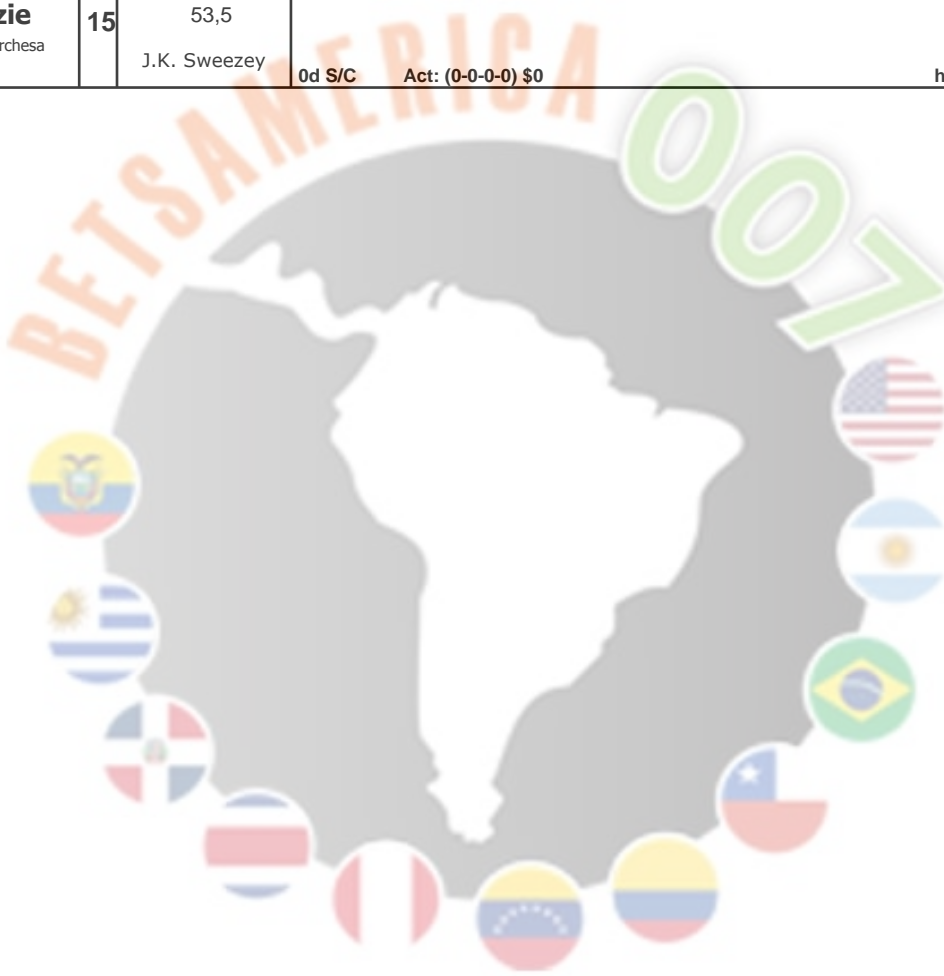 zie
rchesa
15
53,5
J.K. Sweezey
0d S/C Act: (0-0-0-0) $0 h
BETSAMERICA 007